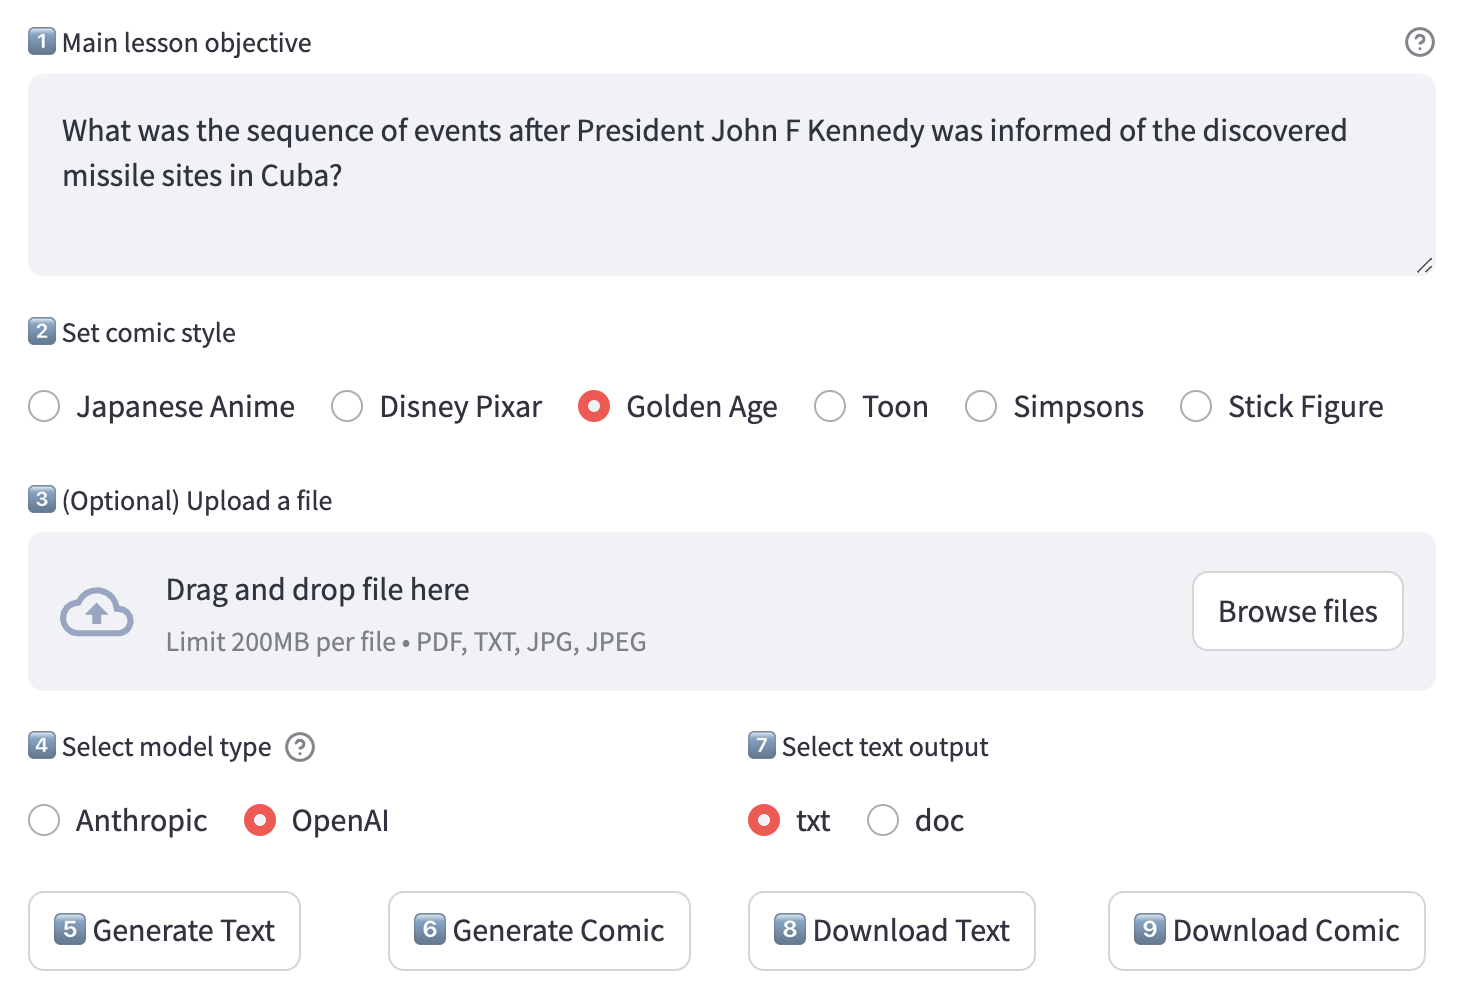 1 Main lesson objective
What was the sequence of events after President John F Kennedy was informed of the discovered
missile sites in Cuba?
2 Set comic style
Japanese Anime Disney Pixar Golden Age Toon Simpsons Stick Figure
3 (Optional) Upload a file
Drag and drop file here
Limit 200MB per file • PDF, TXT, JPG, JPEG
Browse files
4 Select model type ?
7 Select text output
Anthropic OpenAI
txt doc
5 Generate Text
6 Generate Comic
8 Download Text
9 Download Comic